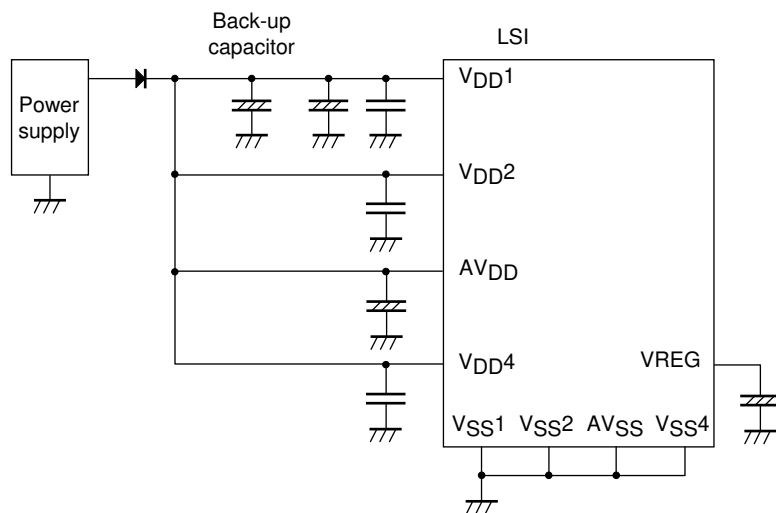 Back-up
capacitor
LSI
Power
supply
VDD1
VDD2
AVDD
VDD4
VREG
VSS1 VSS2 AVSS VSS4